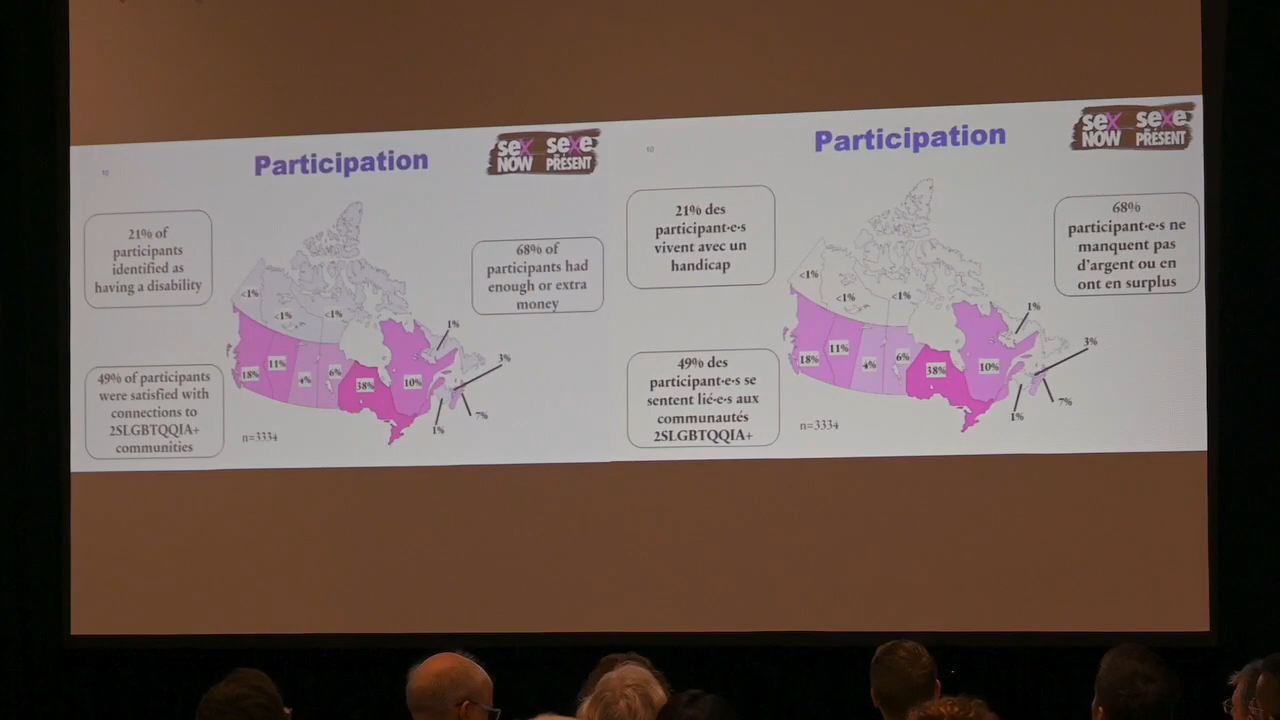 10
Participation
sex
NOW
sexe
PRÉSENT
21% of
participants
identified as
having a disability
68% of
participants had
enough or extra
money
49% of participants
were satisfied with
connections to
2SLGBTQQIA+
communities
<1%
<1%
<1%
18%
11%
4%
6%
38%
10%
1%
3%
7%
1%
n=3334
10
Participation
sex
NOW
sexe
PRÉSENT
21% des
participant·e·s
vivent avec un
handicap
68%
participant·e·s ne
manquent pas
d'argent ou en
ont en surplus
49% des
participant·e·s se
sentent lié·e·s aux
communautés
2SLGBTQQIA+
<1%
<1%
<1%
18%
11%
4%
6%
38%
10%
1%
3%
7%
1%
n=3334